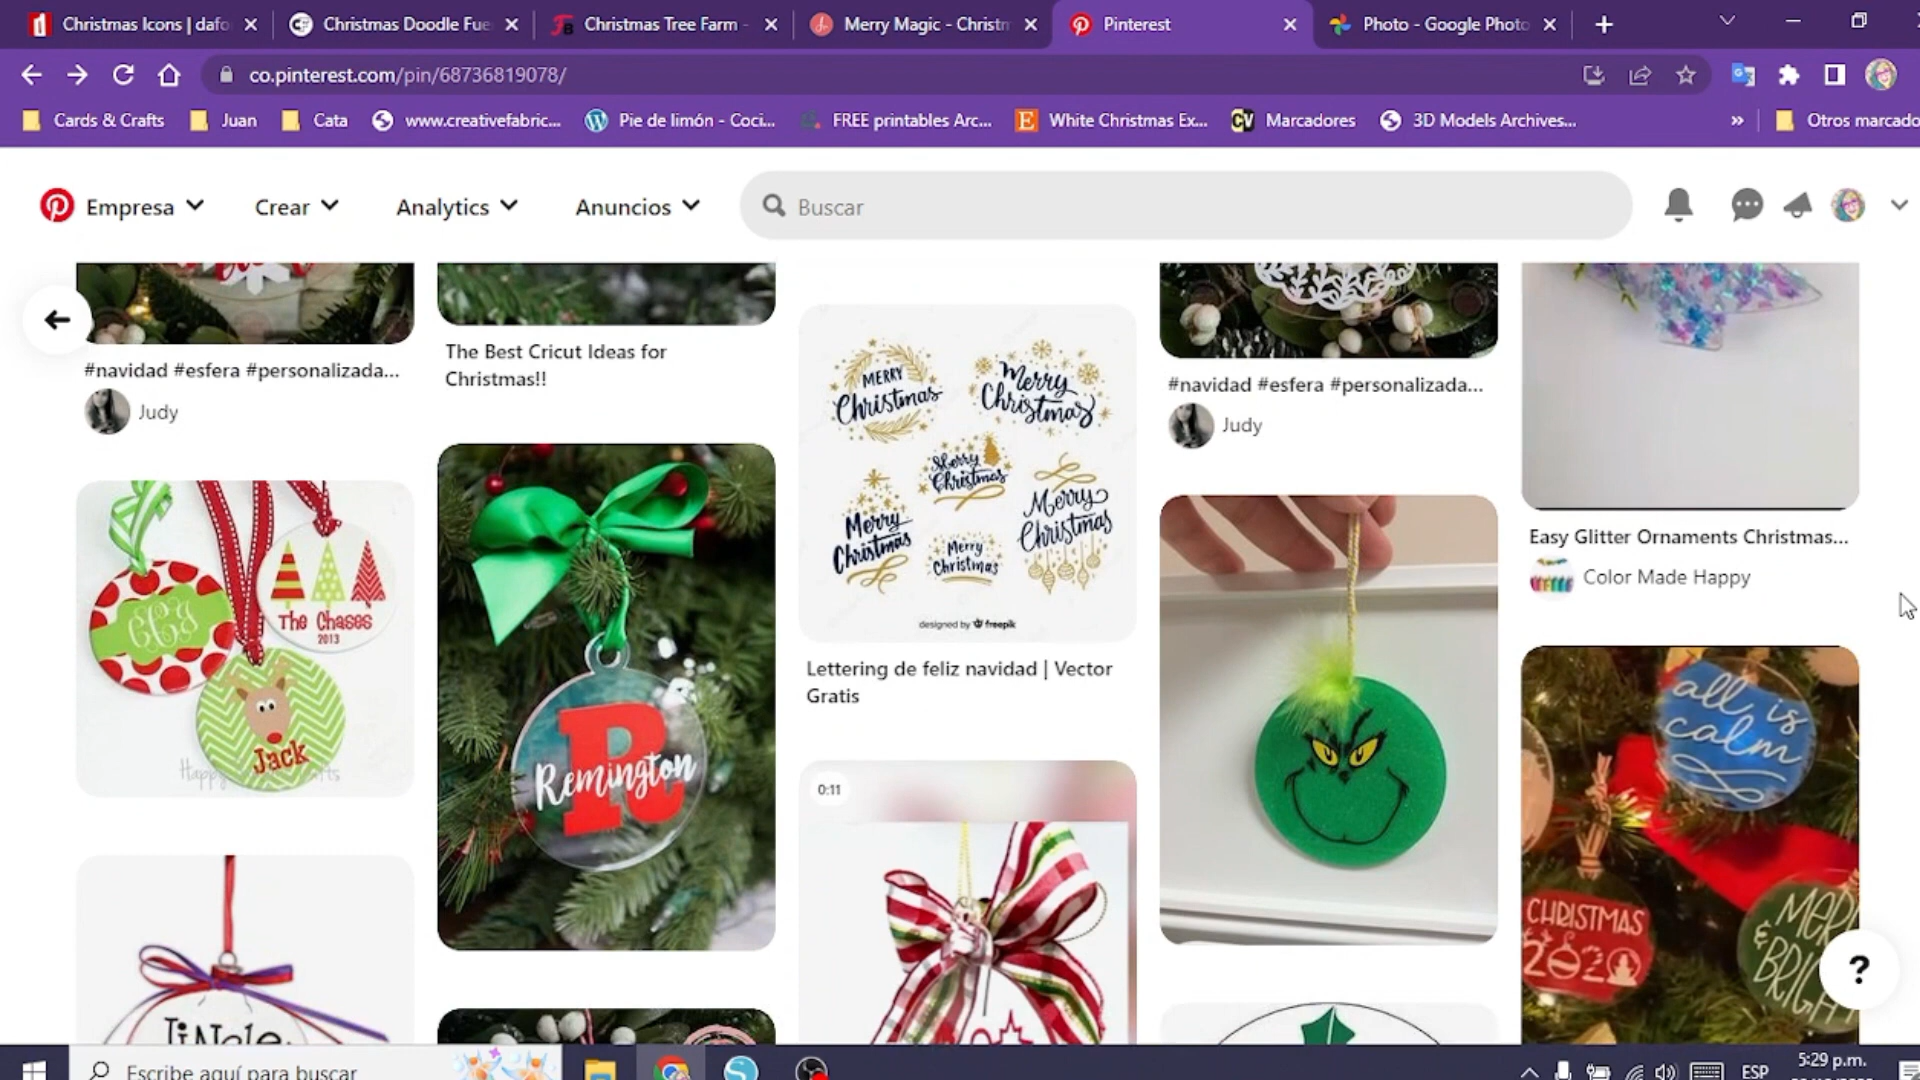 Christmas Icons | dafo
Christmas Doodle Fue
Christmas Tree Farm -
Merry Magic - Christm
Pinterest
Photo - Google Photo
co.pinterest.com/pin/68736819078/
Cards & Crafts
Juan
Cata
www.creativefabric...
Pie de limón - Coci...
FREE printables Arc...
White Christmas Ex...
Marcadores
3D Models Archives...
»
Otros marcado
Empresa
Crear
Analytics
Anuncios
Buscar
#navidad #esfera #personalizada...
Judy
The Chases
2013
Jack
Jingle
The Best Cricut Ideas for
Christmas!!
R
Remington
MERRY
Christmas
Merry
Christmas
Merry
Christmas
Merry
Christmas
Merry
Christmas
Merry
Christmas
designed by freepik
Lettering de feliz navidad | Vector
Gratis
0:11
#navidad #esfera #personalizada...
Judy
Easy Glitter Ornaments Christmas...
Color Made Happy
all is
calm
CHRISTMAS
2020
MERRY
&
BRIGH
?
Escribe aquí para buscar
ESP
5:29 p.m.